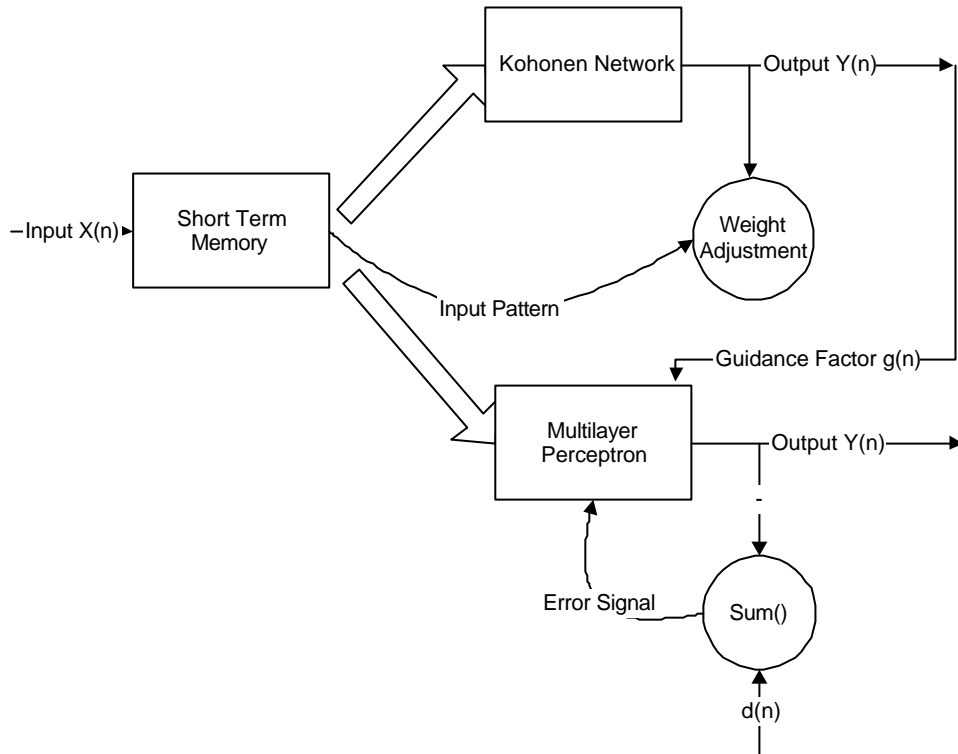 Kohonen Network
Output Y(n)
Input X(n)
Short Term
Memory
Weight
Adjustment
Input Pattern
Guidance Factor g(n)
Multilayer
Perceptron
Output Y(n)
-
Error Signal
Sum()
d(n)